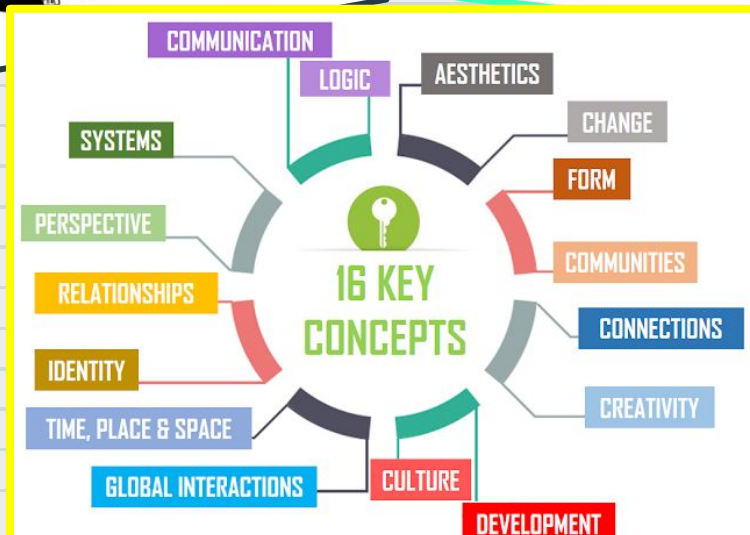 COMMUNICATION
LOGIC
AESTHETICS
SYSTEMS
CHANGE
FORM
PERSPECTIVE
COMMUNITIES
RELATIONSHIPS
16 KEY
CONCEPTS
CONNECTIONS
IDENTITY
CREATIVITY
TIME, PLACE & SPACE
GLOBAL INTERACTIONS
CULTURE
DEVELOPMENT